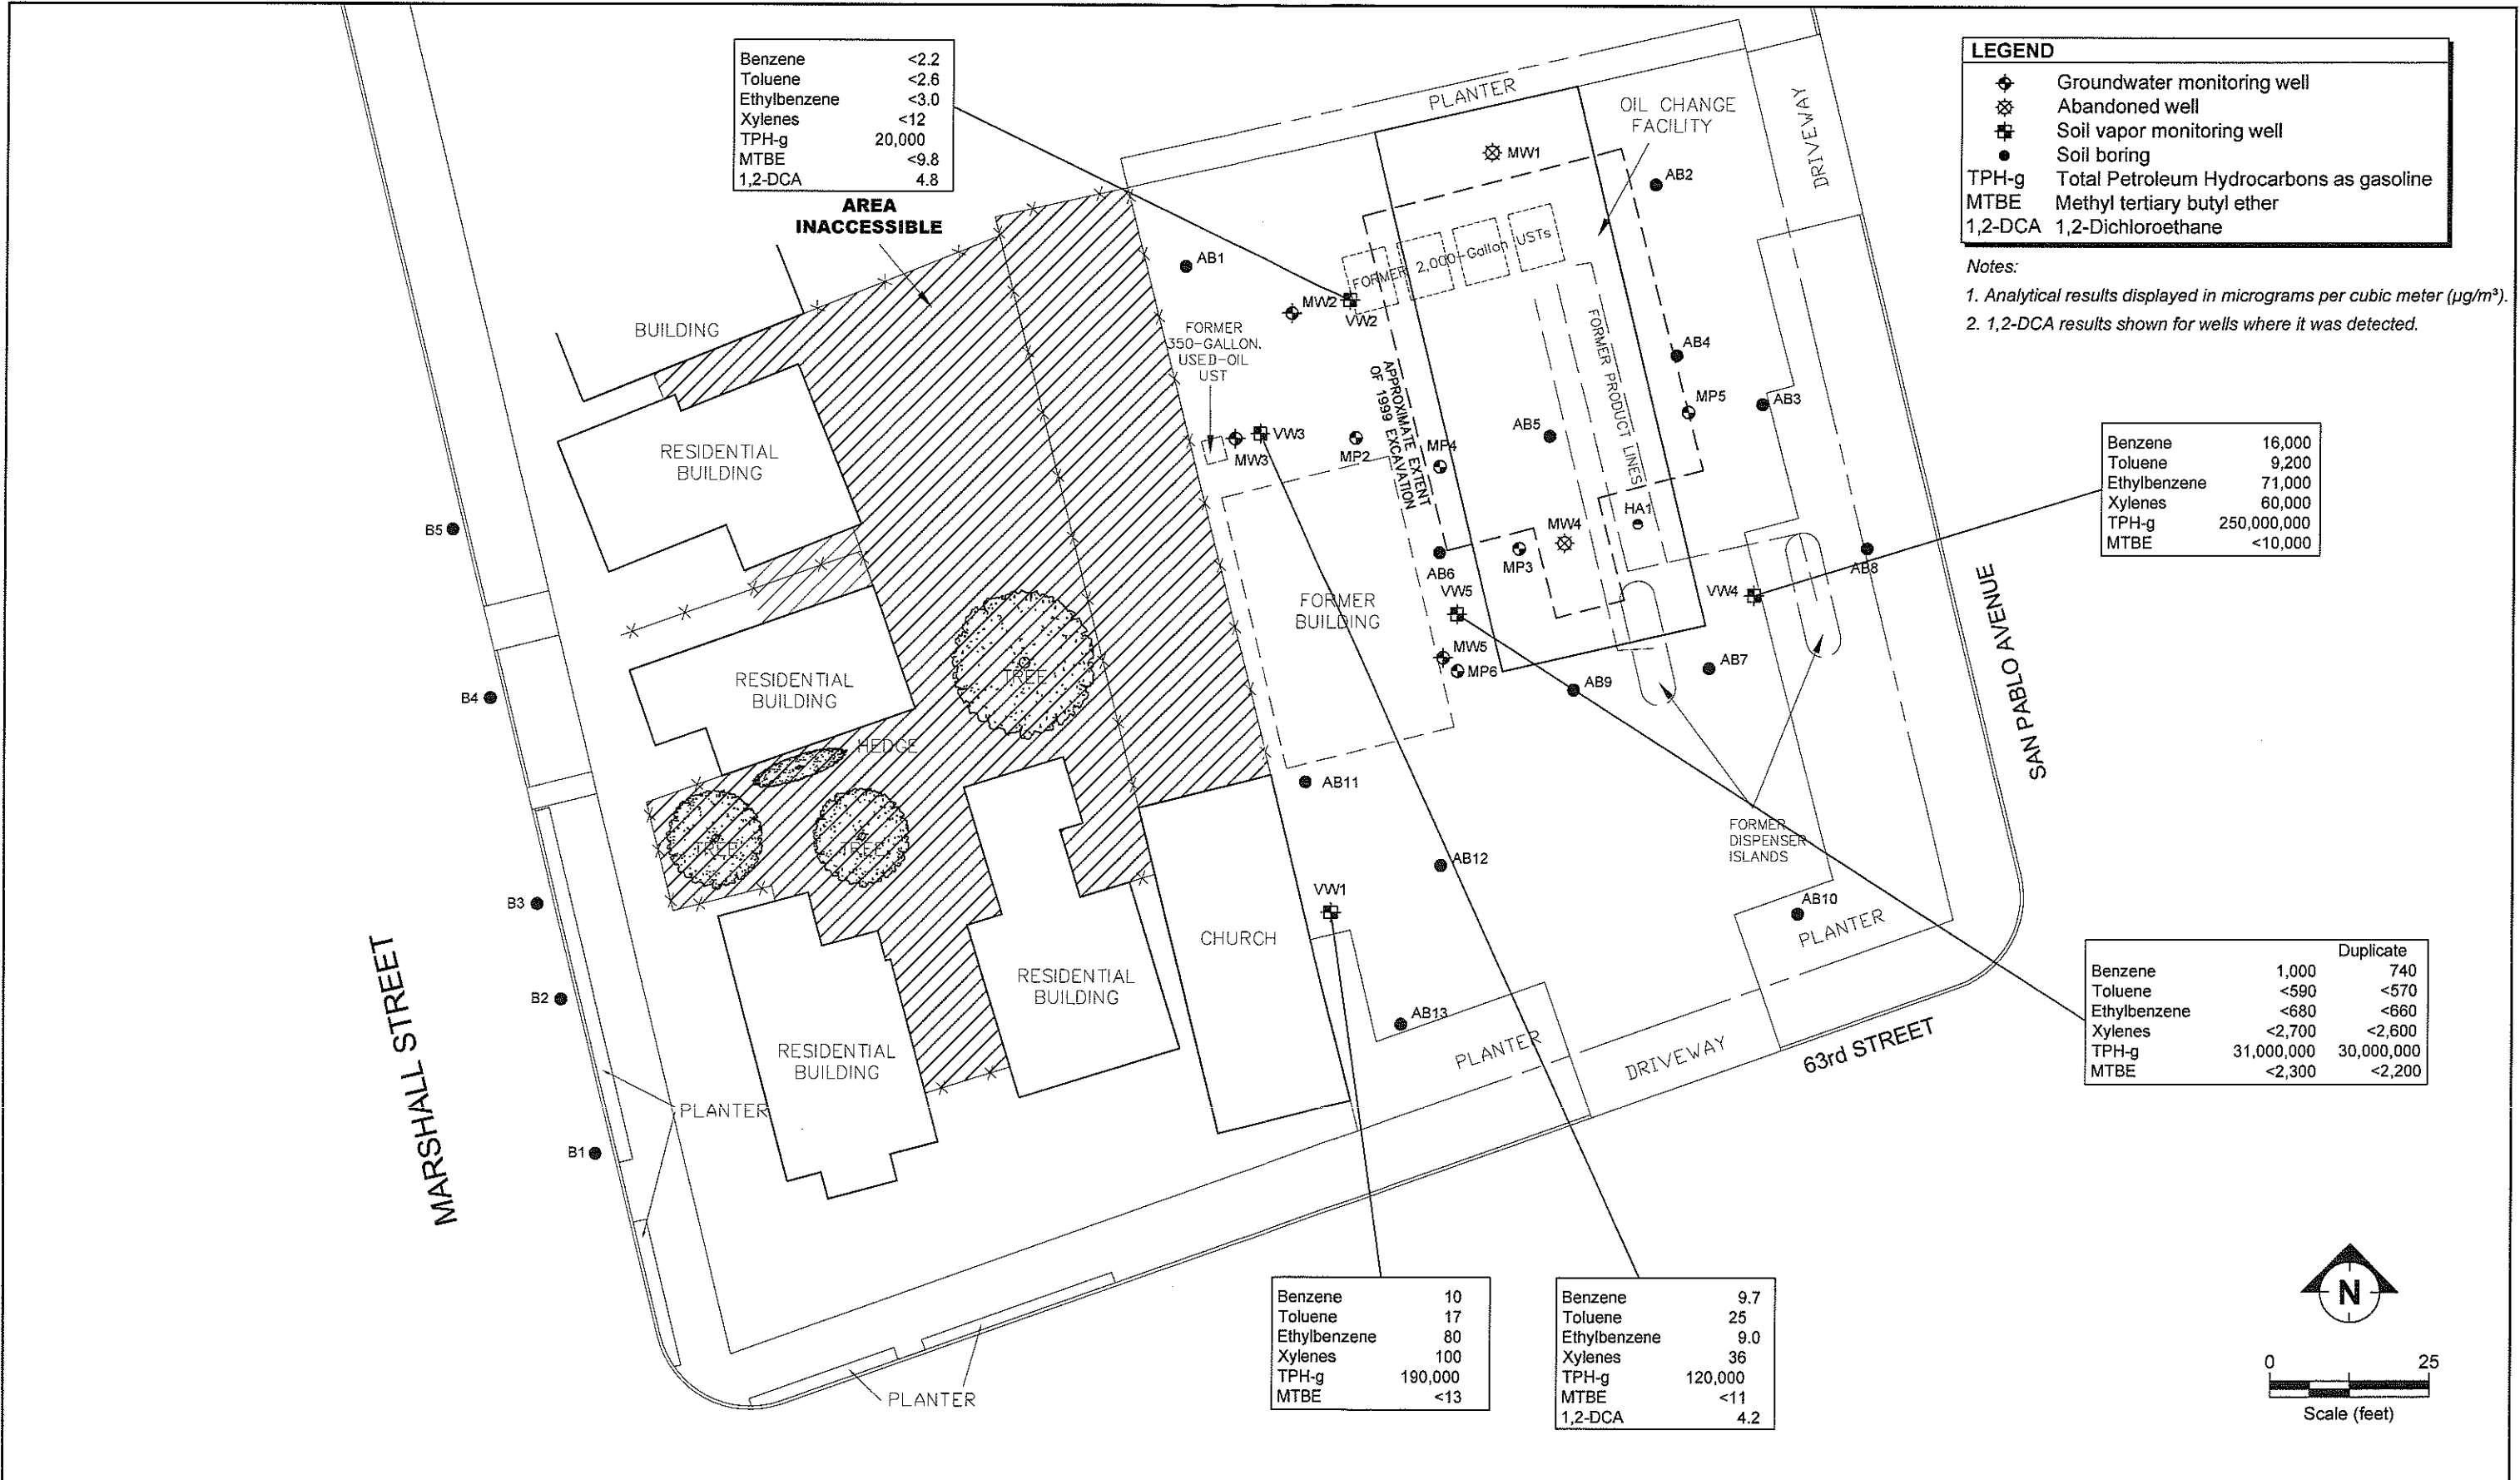 Benzene <2.2
Toluene <2.6
Ethylbenzene <3.0
Xylenes <12
TPH-g 20,000
MTBE <9.8
1,2-DCA 4.8
AREA
INACCESSIBLE
LEGEND
Groundwater monitoring well
Abandoned well
Soil vapor monitoring well
Soil boring
TPH-g Total Petroleum Hydrocarbons as gasoline
MTBE Methyl tertiary butyl ether
1,2-DCA 1,2-Dichloroethane
Notes:
1. Analytical results displayed in micrograms per cubic meter (µg/m³).
2. 1,2-DCA results shown for wells where it was detected.
PLANTER
OIL CHANGE
FACILITY
DRIVEWAY
MW1
AB2
AB1
FORMER 2,000-Gallon USTs
MW2
VW2
BUILDING
FORMER
350-GALLON.
USED-OIL
UST
APPROXIMATE EXTENT
OF 1999 EXCAVATION
FORMER PRODUCT LINES
AB4
MP5
AB3
AB5
VW3
MW3
MP2
MP4
RESIDENTIAL
BUILDING
HA1
MW4
MP3
AB6
VW5
MW5
MP6
VW4
AB8
AB7
AB9
FORMER
BUILDING
Benzene 16,000
Toluene 9,200
Ethylbenzene 71,000
Xylenes 60,000
TPH-g 250,000,000
MTBE <10,000
SAN PABLO AVENUE
B5
B4
RESIDENTIAL
BUILDING
TREE
HEDGE
TREE
TREE
AB11
AB12
FORMER
DISPENSER
ISLANDS
VW1
AB10
PLANTER
B3
B2
CHURCH
RESIDENTIAL
BUILDING
RESIDENTIAL
BUILDING
AB13
PLANTER
DRIVEWAY
63rd STREET
Duplicate
Benzene 1,000 740
Toluene <590 <570
Ethylbenzene <680 <660
Xylenes <2,700 <2,600
TPH-g 31,000,000 30,000,000
MTBE <2,300 <2,200
MARSHALL STREET
PLANTER
B1
PLANTER
Benzene 10
Toluene 17
Ethylbenzene 80
Xylenes 100
TPH-g 190,000
MTBE <13
Benzene 9.7
Toluene 25
Ethylbenzene 9.0
Xylenes 36
TPH-g 120,000
MTBE <11
1,2-DCA 4.2
N
0 25
Scale (feet)